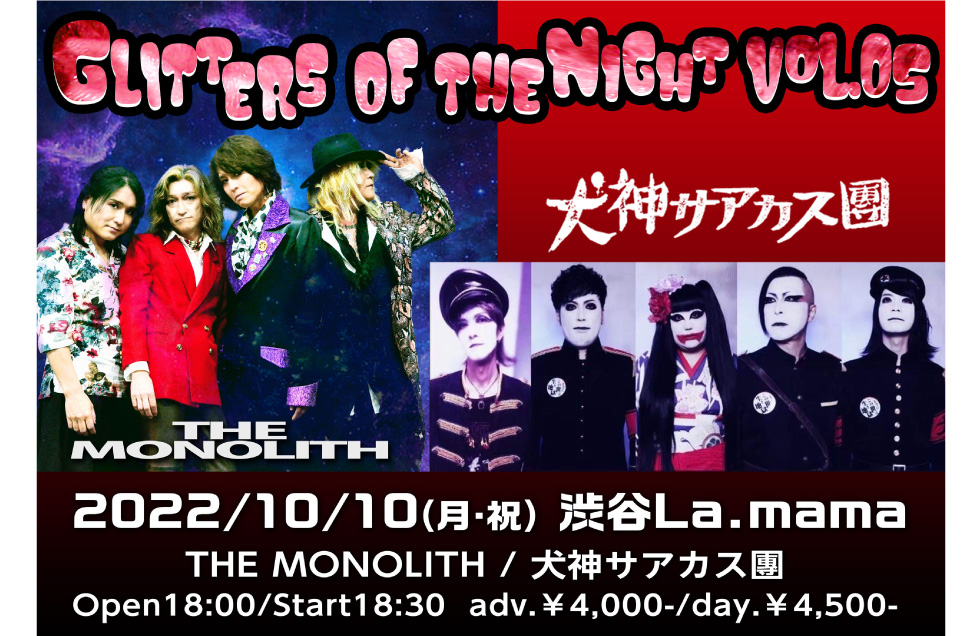 GLITTERS OF THE NIGHT VOL.05
犬神サアカス團
THE
MONOLITH
2022/10/10(月・祝) 渋谷La.mama
THE MONOLITH / 犬神サアカス團
Open18:00/Start18:30 adv.￥4,000-/day.￥4,500-